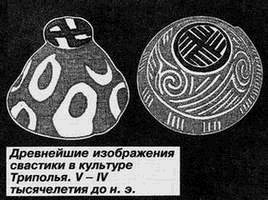 Древнейшие изображения
свастики в культуре
Триполья. V – IV
тысячелетия до н. э.